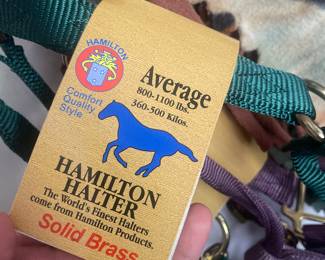 HAMILTON
Comfort
Quality
Style
Average
800-1100 lbs.
360-500 Kilos.
HAMILTON
HALTER
The World's Finest Halters
come from Hamilton Products.
Solid Brass